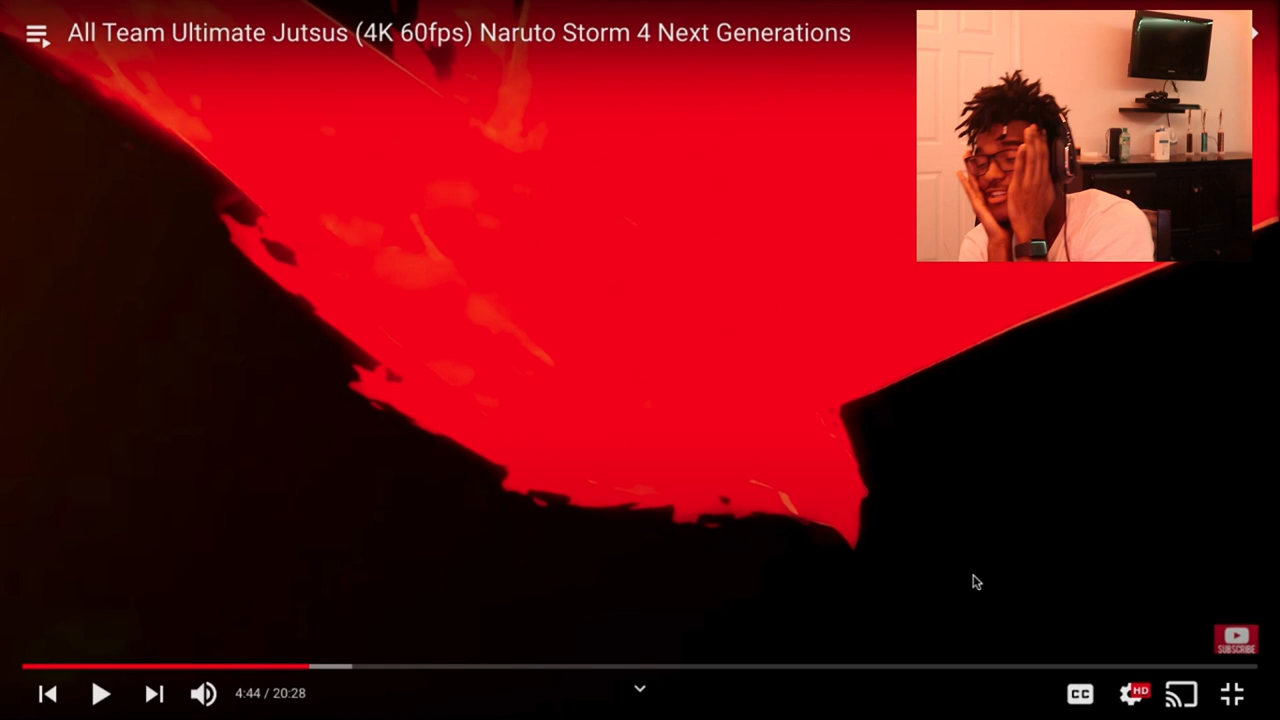 All Team Ultimate Jutsus (4K 60fps) Naruto Storm 4 Next Generations
SUBSCRIBE
4:44 / 20:28
CC
HD